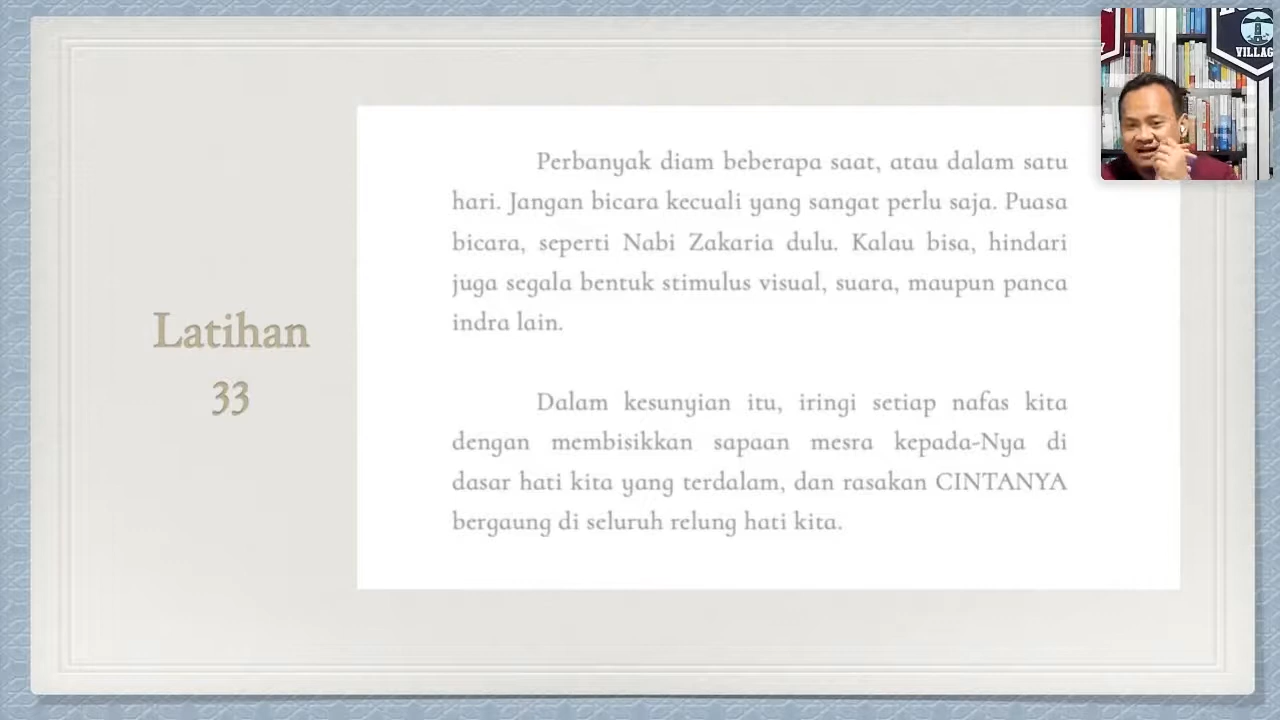 Latihan
33
Perbanyak diam beberapa saat, atau dalam satu
hari. Jangan bicara kecuali yang sangat perlu saja. Puasa
bicara, seperti Nabi Zakaria dulu. Kalau bisa, hindari
juga segala bentuk stimulus visual, suara, maupun panca
indra lain.
Dalam kesunyian itu, iringi setiap nafas kita
dengan membisikkan sapaan mesra kepada-Nya di
dasar hati kita yang terdalam, dan rasakan CINTANYA
bergaung di seluruh relung hati kita.